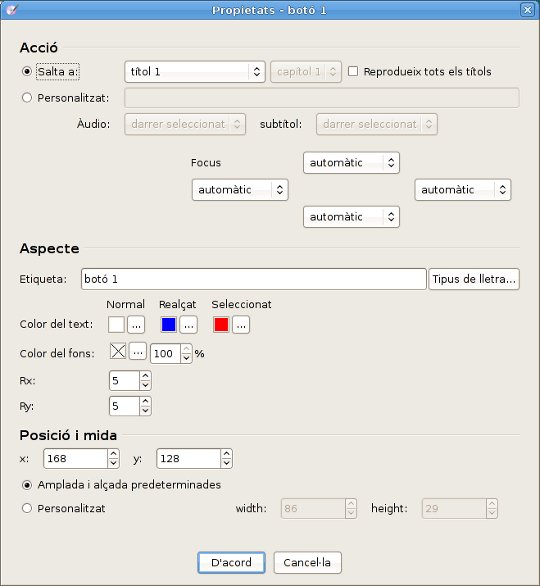 Propietats - botó 1
Acció
Salta a: títol 1 capítol 1 Reprodueix tots els títols
Personalitzat:
Àudio: darrer seleccionat subtítol: darrer seleccionat
Focus automàtic
automàtic automàtic
automàtic
Aspecte
Etiqueta: botó 1 Tipus de lletra...
Normal Realçat Seleccionat
Color del text: ... ... ...
Color del fons: ... 100 %
Rx: 5
Ry: 5
Posició i mida
x: 168 y: 128
Amplada i alçada predeterminades
Personalitzat width: 86 height: 29
D'acord Cancel·la